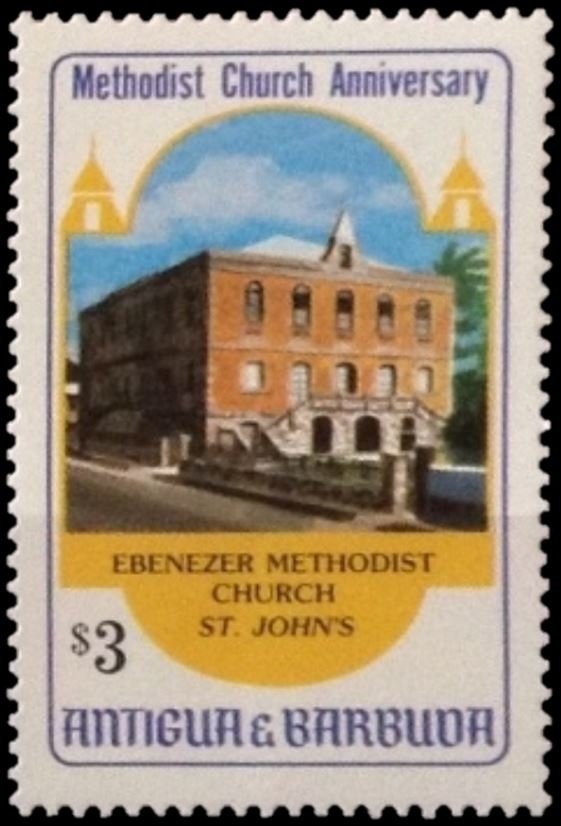 Methodist Church Anniversary
EBENEZER METHODIST
CHURCH
ST. JOHN'S
$3
ANTIGUA & BARBUDA